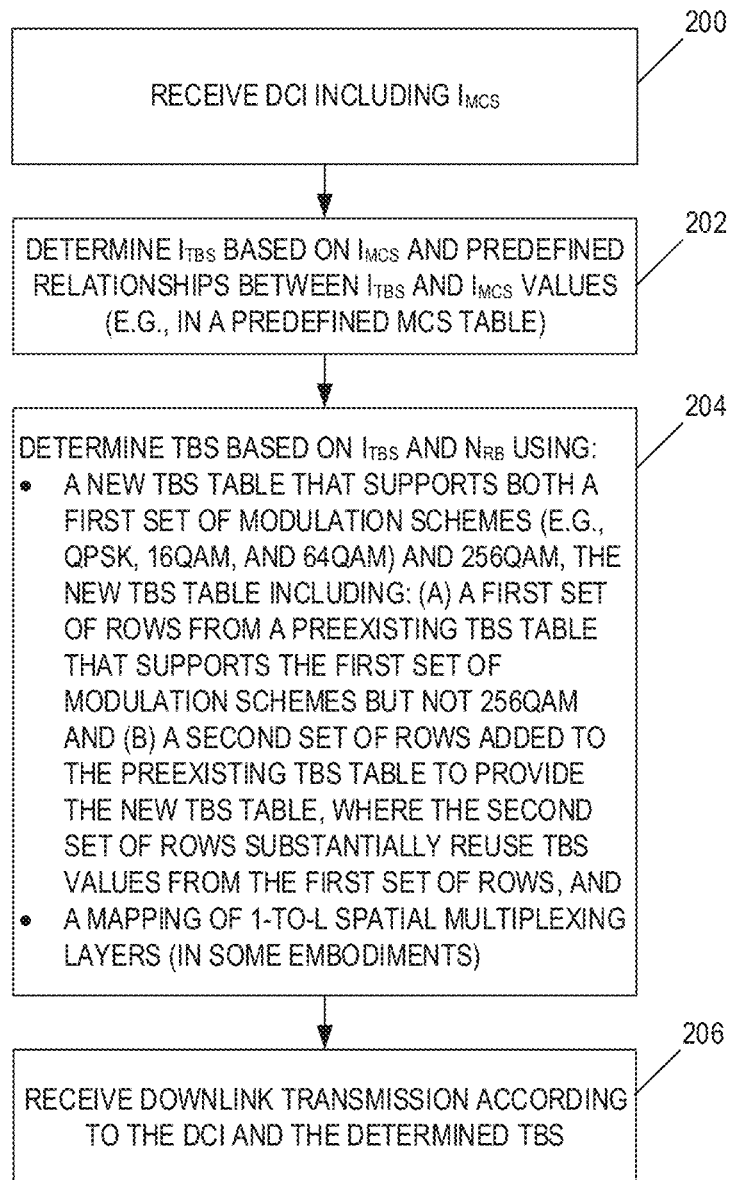 200
RECEIVE DCI INCLUDING IMCS
202
DETERMINE ITBS BASED ON IMCS AND PREDEFINED
RELATIONSHIPS BETWEEN ITBS AND IMCS VALUES
(E.G., IN A PREDEFINED MCS TABLE)
204
DETERMINE TBS BASED ON ITBS AND NRB USING:
• A NEW TBS TABLE THAT SUPPORTS BOTH A
FIRST SET OF MODULATION SCHEMES (E.G.,
QPSK, 16QAM, AND 64QAM) AND 256QAM, THE
NEW TBS TABLE INCLUDING: (A) A FIRST SET
OF ROWS FROM A PREEXISTING TBS TABLE
THAT SUPPORTS THE FIRST SET OF
MODULATION SCHEMES BUT NOT 256QAM
AND (B) A SECOND SET OF ROWS ADDED TO
THE PREEXISTING TBS TABLE TO PROVIDE
THE NEW TBS TABLE, WHERE THE SECOND
SET OF ROWS SUBSTANTIALLY REUSE TBS
VALUES FROM THE FIRST SET OF ROWS, AND
• A MAPPING OF 1-TO-L SPATIAL MULTIPLEXING
LAYERS (IN SOME EMBODIMENTS)
206
RECEIVE DOWNLINK TRANSMISSION ACCORDING
TO THE DCI AND THE DETERMINED TBS